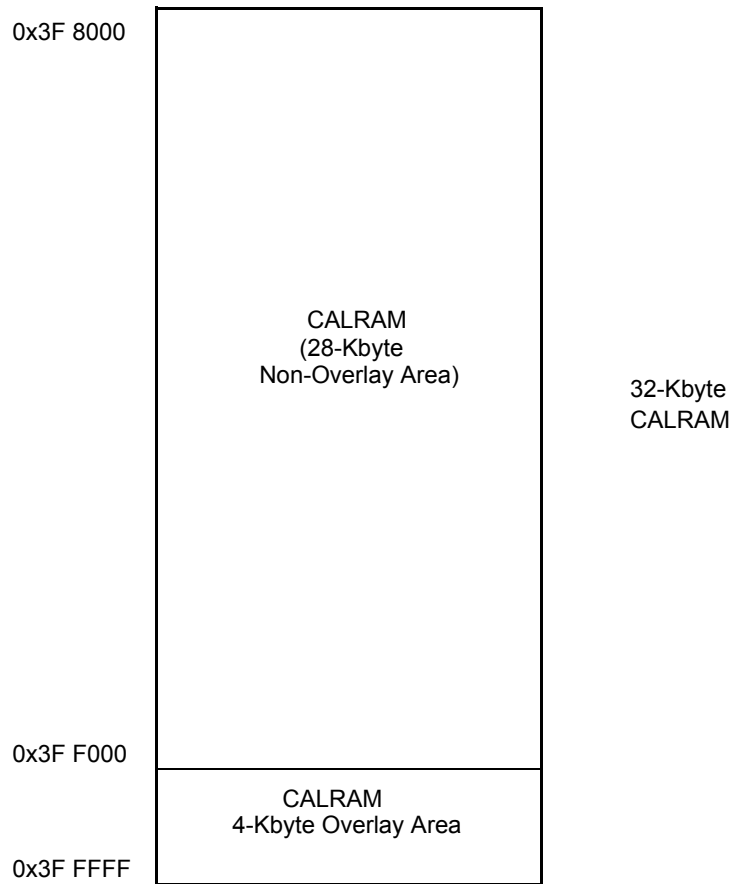 0x3F 8000
CALRAM
(28-Kbyte
Non-Overlay Area)
32-Kbyte
CALRAM
0x3F F000
CALRAM
4-Kbyte Overlay Area
0x3F FFFF